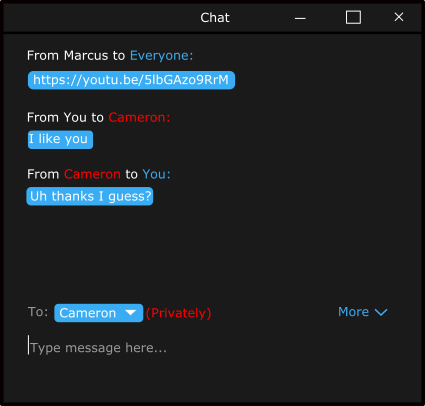 Chat
From Marcus to Everyone:
https://youtu.be/5lbGAzo9RrM
From You to Cameron:
I like you
From Cameron to You:
Uh thanks I guess?
To: Cameron (Privately) More
Type message here...